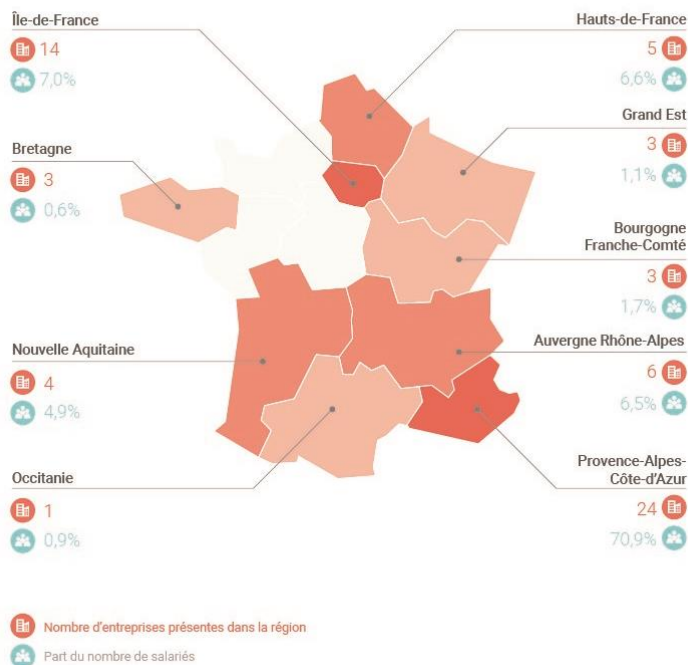 Île-de-France
14
7,0%
Bretagne
3
0,6%
Nouvelle Aquitaine
4
4,9%
Occitanie
1
0,9%
Hauts-de-France
5
6,6%
Grand Est
3
1,1%
Bourgogne
Franche-Comté
3
1,7%
Auvergne Rhône-Alpes
6
6,5%
Provence-Alpes-
Côte-d'Azur
24
70,9%
Nombre d'entreprises présentes dans la région
Part du nombre de salariés